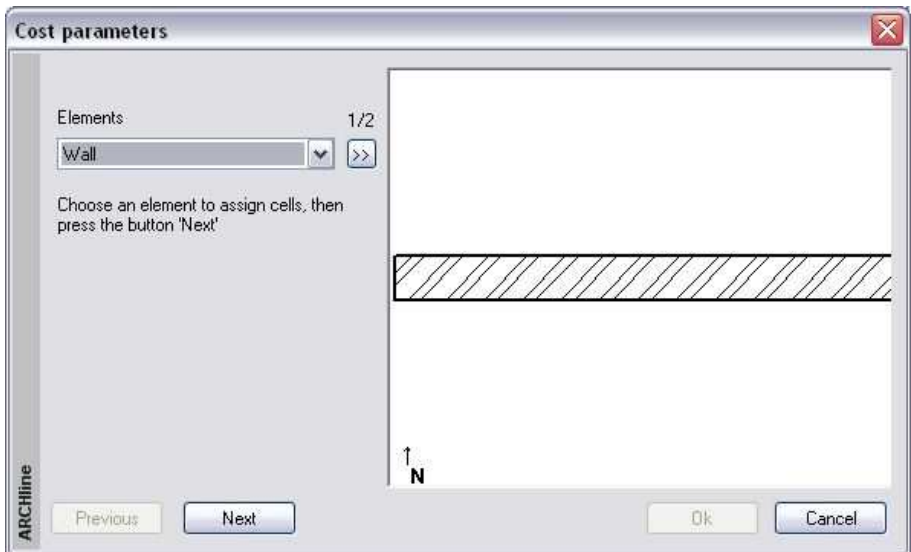 Cost parameters
Elements
1/2
Wall
>>
Choose an element to assign cells, then
press the button 'Next'
N
ARCHline
Previous
Next
Ok
Cancel